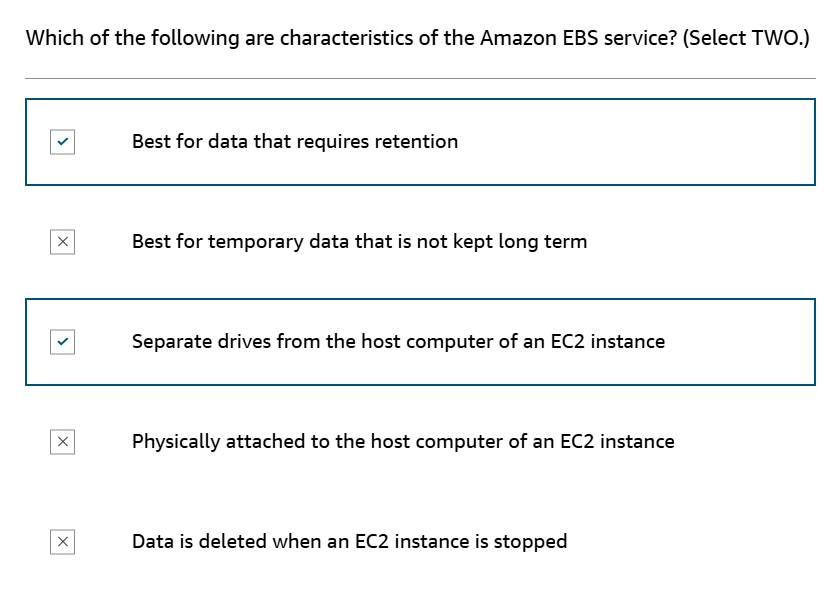 Which of the following are characteristics of the Amazon EBS service? (Select TWO.)
Best for data that requires retention
Best for temporary data that is not kept long term
Separate drives from the host computer of an EC2 instance
Physically attached to the host computer of an EC2 instance
Data is deleted when an EC2 instance is stopped